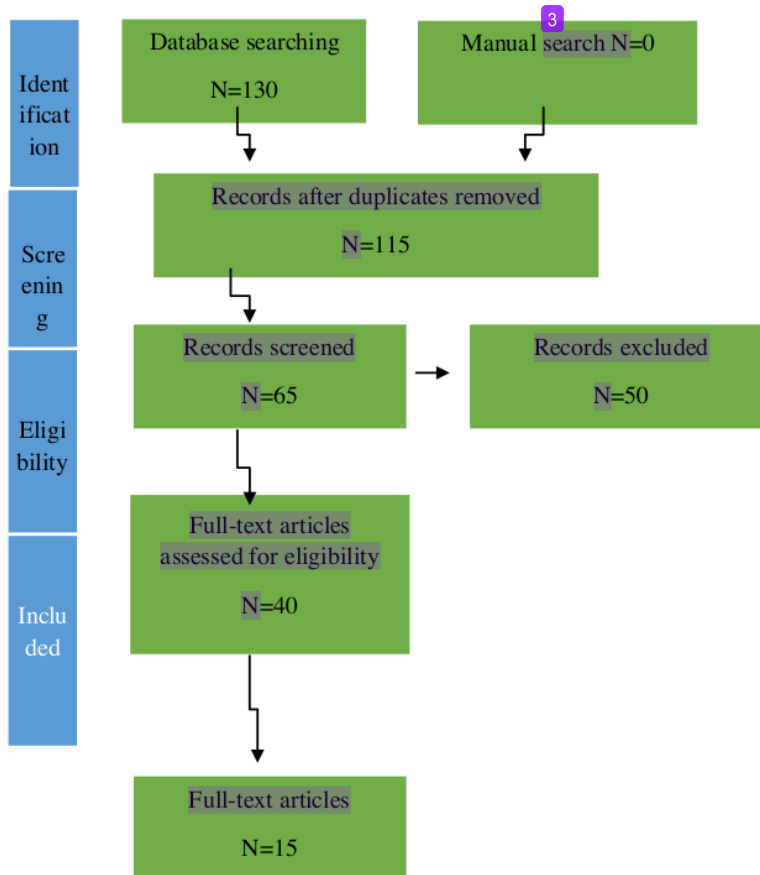 3
Database searching
N=130
Manual search N=0
Ident
ificat
ion
Records after duplicates removed
N=115
Scre
enin
g
Records screened
N=65
Records excluded
N=50
Eligi
bility
Full-text articles
assessed for eligibility
N=40
Inclu
ded
Full-text articles
N=15